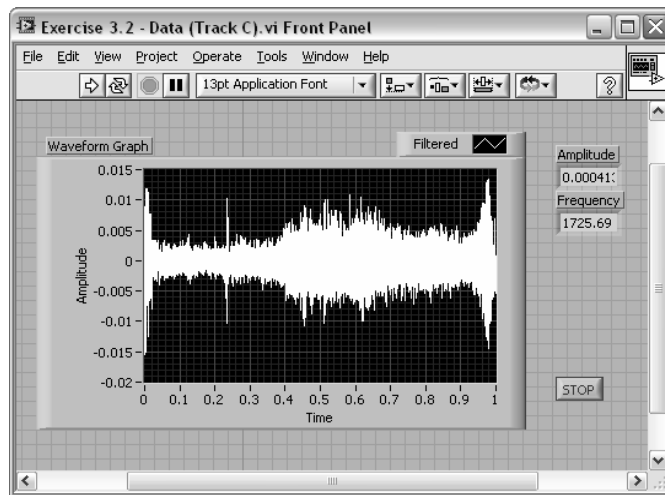 Exercise 3.2 - Data (Track C).vi Front Panel
File Edit View Project Operate Tools Window Help
13pt Application Font
?
Waveform Graph
Filtered
Amplitude
0.015
0.01
0.005
0
-0.005
-0.01
-0.015
-0.02
0 0.1 0.2 0.3 0.4 0.5 0.6 0.7 0.8 0.9 1
Time
Amplitude
0.000413
Frequency
1725.69
STOP